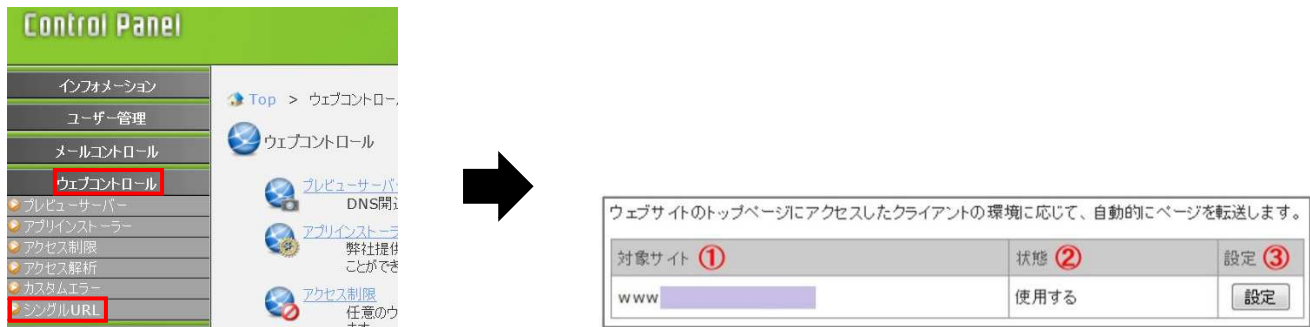 Control Panel
インフォメーション
ユーザー管理
メールコントロール
ウェブコントロール
プレビューサーバー
アプリインストーラー
アクセス制限
アクセス解析
カスタムエラー
シングルURL
Top > ウェブコントロー
ウェブコントロール
プレビューサーバ
DNS開
アプリインストーラ
弊社提供
ことができ
アクセス制限
任意のウ
ウェブサイトのトップページにアクセスしたクライアントの環境に応じて、自動的にページを転送します。
対象サイト ① 状態 ② 設定 ③
www 使用する 設定